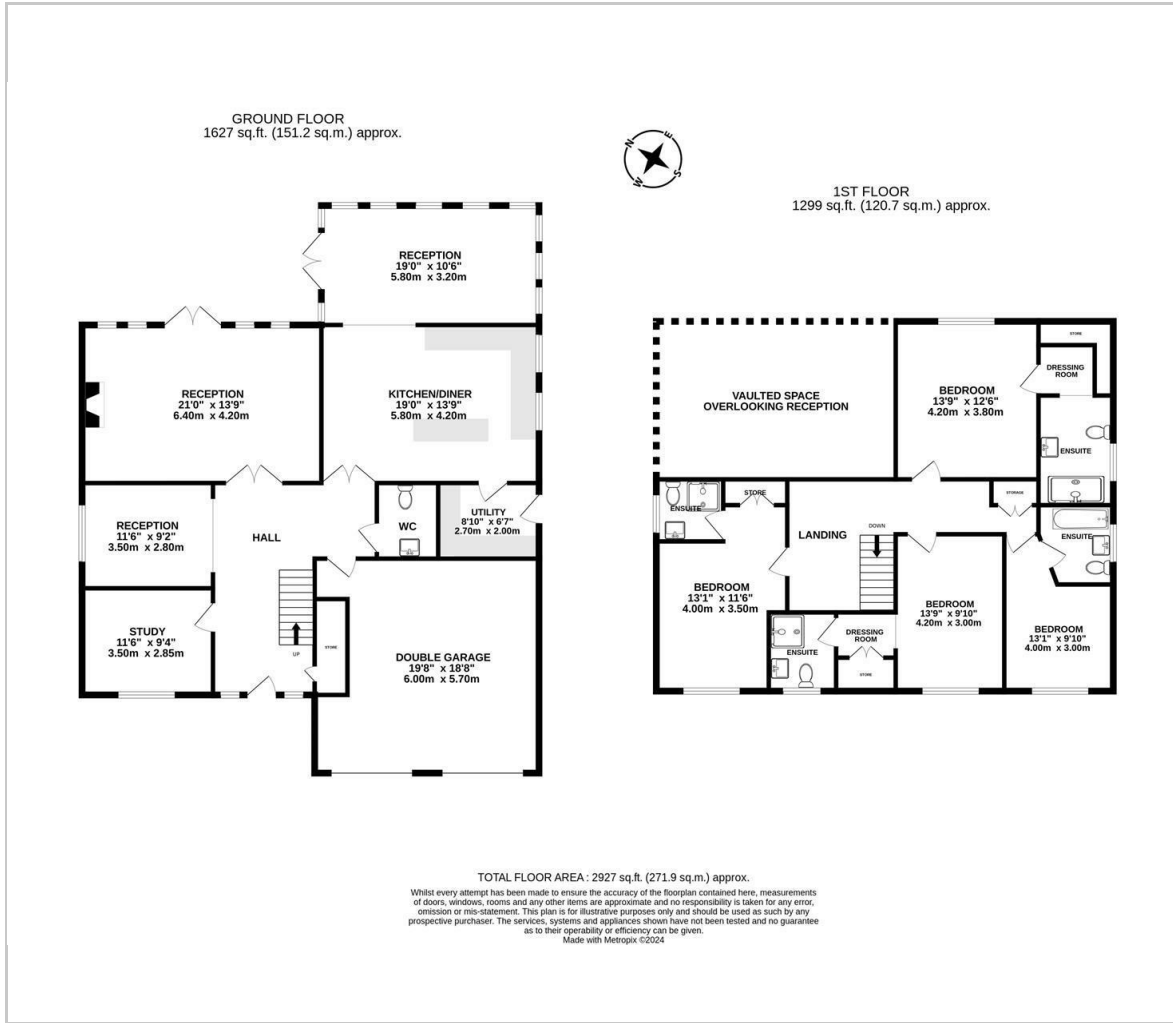 GROUND FLOOR
1627 sq.ft. (151.2 sq.m.) approx.
RECEPTION
19'0" x 10'6"
5.80m x 3.20m
RECEPTION
21'0" x 13'9"
6.40m x 4.20m
KITCHEN/DINER
19'0" x 13'9"
5.80m x 4.20m
RECEPTION
11'6" x 9'2"
3.50m x 2.80m
HALL
WC
UTILITY
8'10" x 6'7"
2.70m x 2.00m
STUDY
11'6" x 9'4"
3.50m x 2.85m
UP
STORE
DOUBLE GARAGE
19'8" x 18'8"
6.00m x 5.70m
N
E
S
W
1ST FLOOR
1299 sq.ft. (120.7 sq.m.) approx.
VAULTED SPACE
OVERLOOKING RECEPTION
BEDROOM
13'9" x 12'6"
4.20m x 3.80m
STORE
DRESSING
ROOM
ENSUITE
ENSUITE
STORE
STORAGE
LANDING
DOWN
ENSUITE
BEDROOM
13'1" x 11'6"
4.00m x 3.50m
ENSUITE
DRESSING
ROOM
STORE
BEDROOM
13'9" x 9'10"
4.20m x 3.00m
BEDROOM
13'1" x 9'10"
4.00m x 3.00m
TOTAL FLOOR AREA : 2927 sq.ft. (271.9 sq.m.) approx.
Whilst every attempt has been made to ensure the accuracy of the floorplan contained here, measurements
of doors, windows, rooms and any other items are approximate and no responsibility is taken for any error,
omission or mis-statement. This plan is for illustrative purposes only and should be used as such by any
prospective purchaser. The services, systems and appliances shown have not been tested and no guarantee
as to their operability or efficiency can be given.
Made with Metropix ©2024